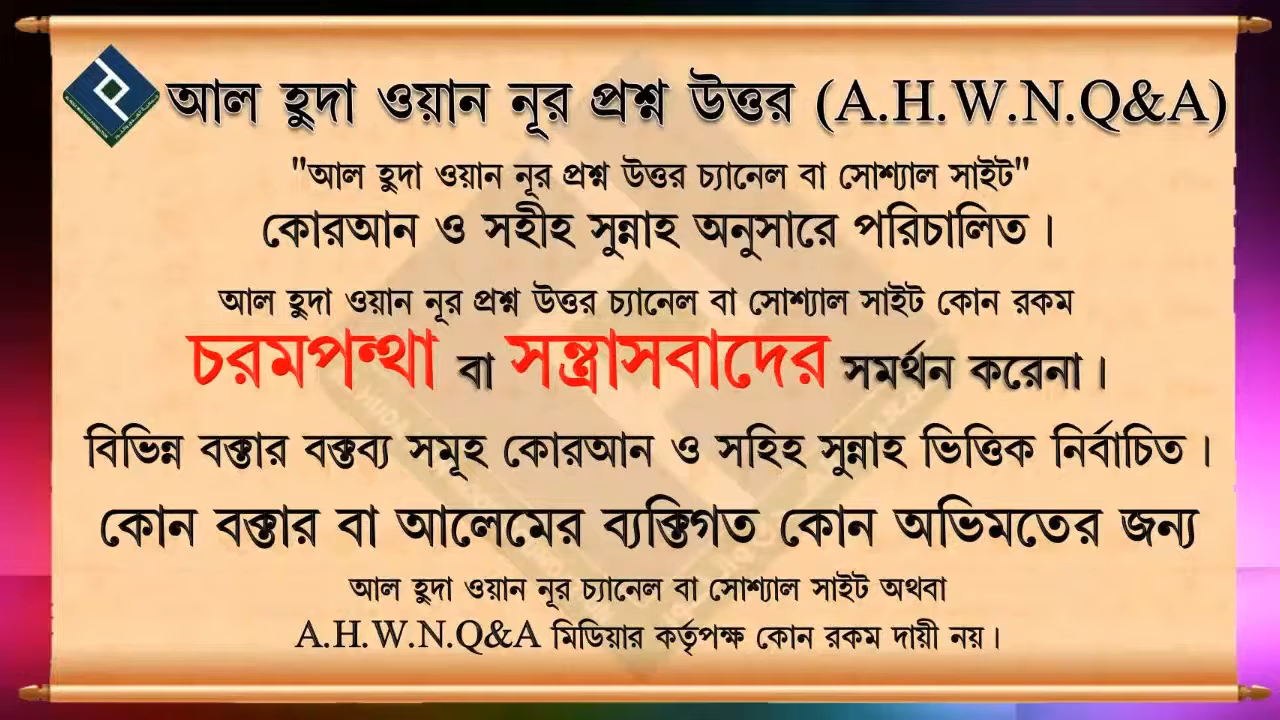 আল হুদা ওয়ান নূর প্রশ্ন উত্তর (A.H.W.N.Q&A)
"আল হুদা ওয়ান নূর প্রশ্ন উত্তর চ্যানেল বা সোশ্যাল সাইট"
কোরআন ও সহীহ সুন্নাহ অনুসারে পরিচালিত।
আল হুদা ওয়ান নূর প্রশ্ন উত্তর চ্যানেল বা সোশ্যাল সাইট কোন রকম
চরমপন্থা বা সন্ত্রাসবাদের সমর্থন করেনা।
বিভিন্ন বক্তার বক্তব্য সমূহ কোরআন ও সহিহ সুন্নাহ ভিত্তিক নির্বাচিত।
কোন বক্তার বা আলেমের ব্যক্তিগত কোন অভিমতের জন্য
আল হুদা ওয়ান নূর চ্যানেল বা সোশ্যাল সাইট অথবা
A.H.W.N.Q&A মিডিয়ার কর্তৃপক্ষ কোন রকম দায়ী নয়।